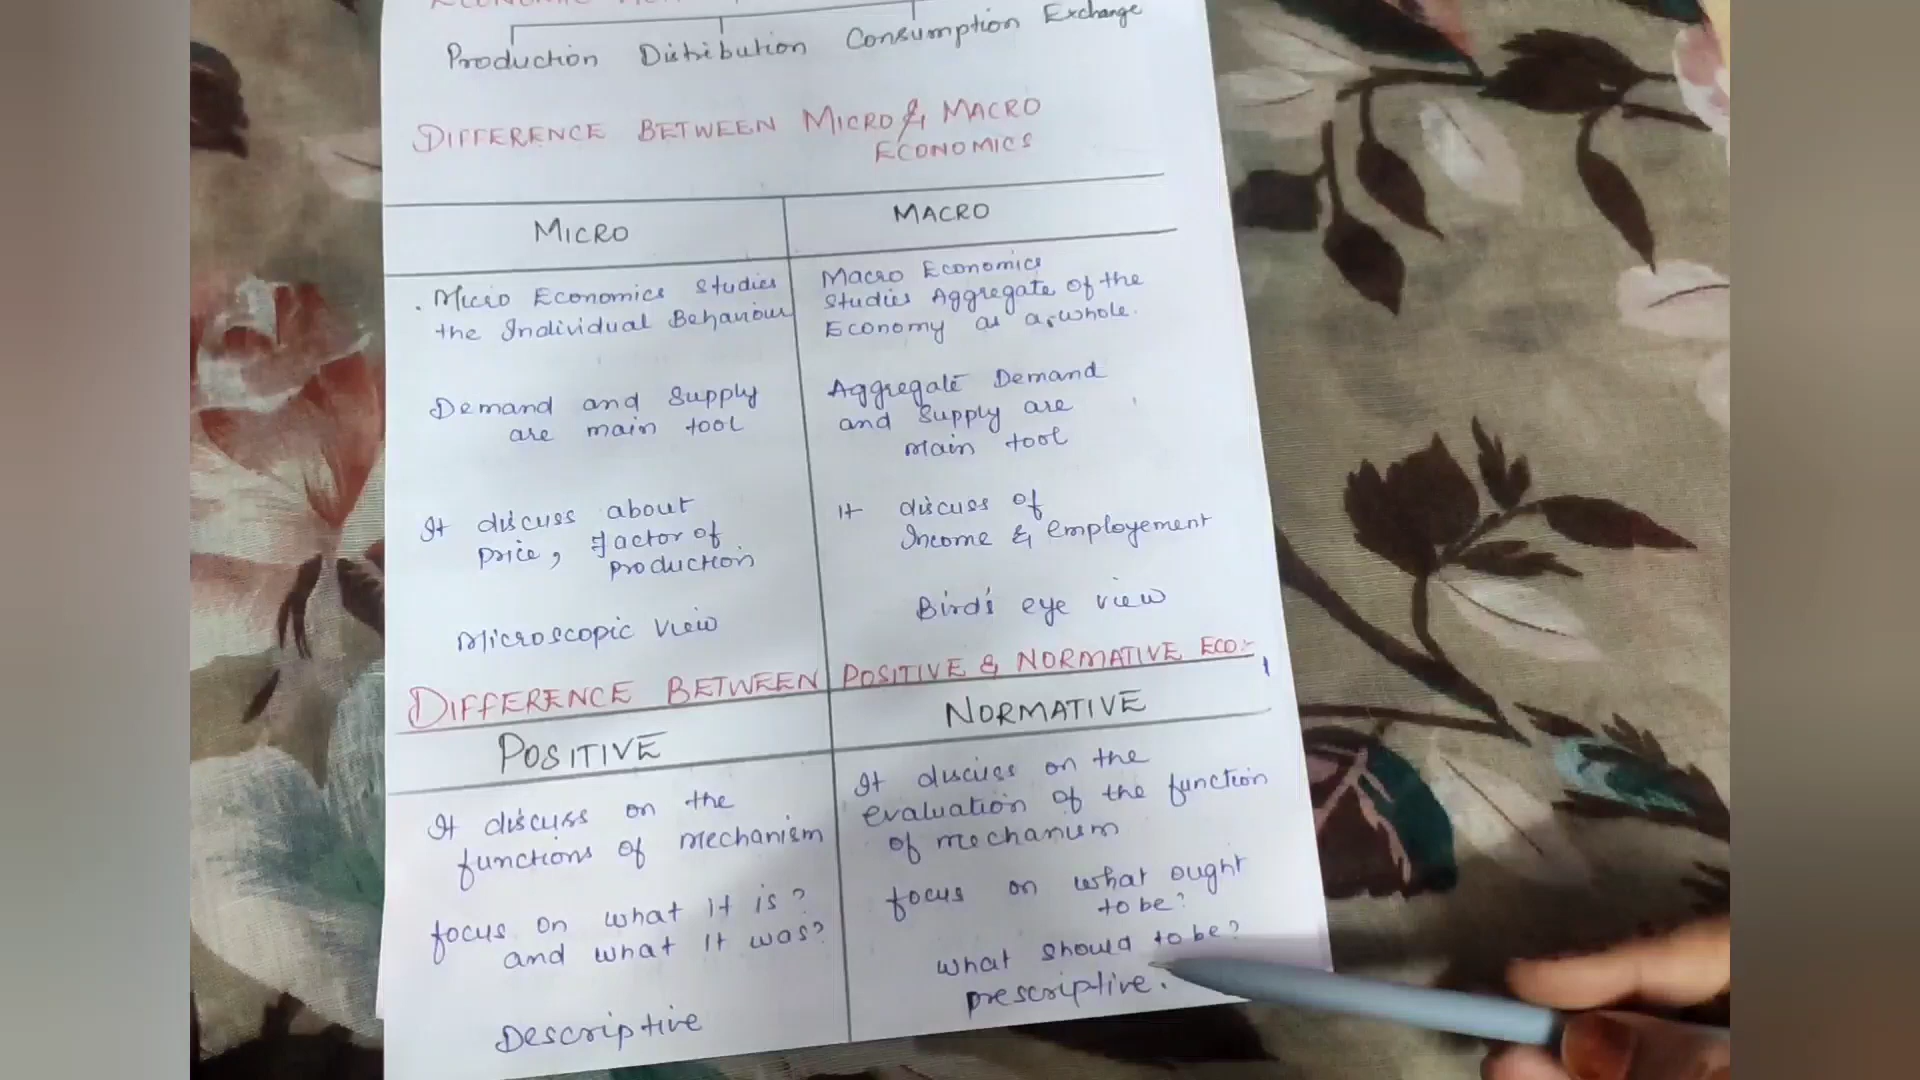 Production Distribution Consumption Exchange
DIFFERENCE BETWEEN MICRO & MACRO
ECONOMICS
MICRO
. Micro Economics Studies
the Individual Behaviour
Demand and Supply
are main tool
It discuss about
price, Factor of
production
Microscopic view
MACRO
Macro Economics
Studies Aggregate of the
Economy as a whole.
Aggregate Demand
and Supply are
main tool
It discuss of
Income & employement
Bird's eye view
DIFFERENCE BETWEEN POSITIVE & NORMATIVE ECO:-
POSITIVE
It discuss on the
functions of mechanism
focus on what it is?
and what it was?
Descriptive
NORMATIVE
It discuss on the
evaluation of the function
of mechanism
focus on what ought
to be?
what should to be?
prescriptive.